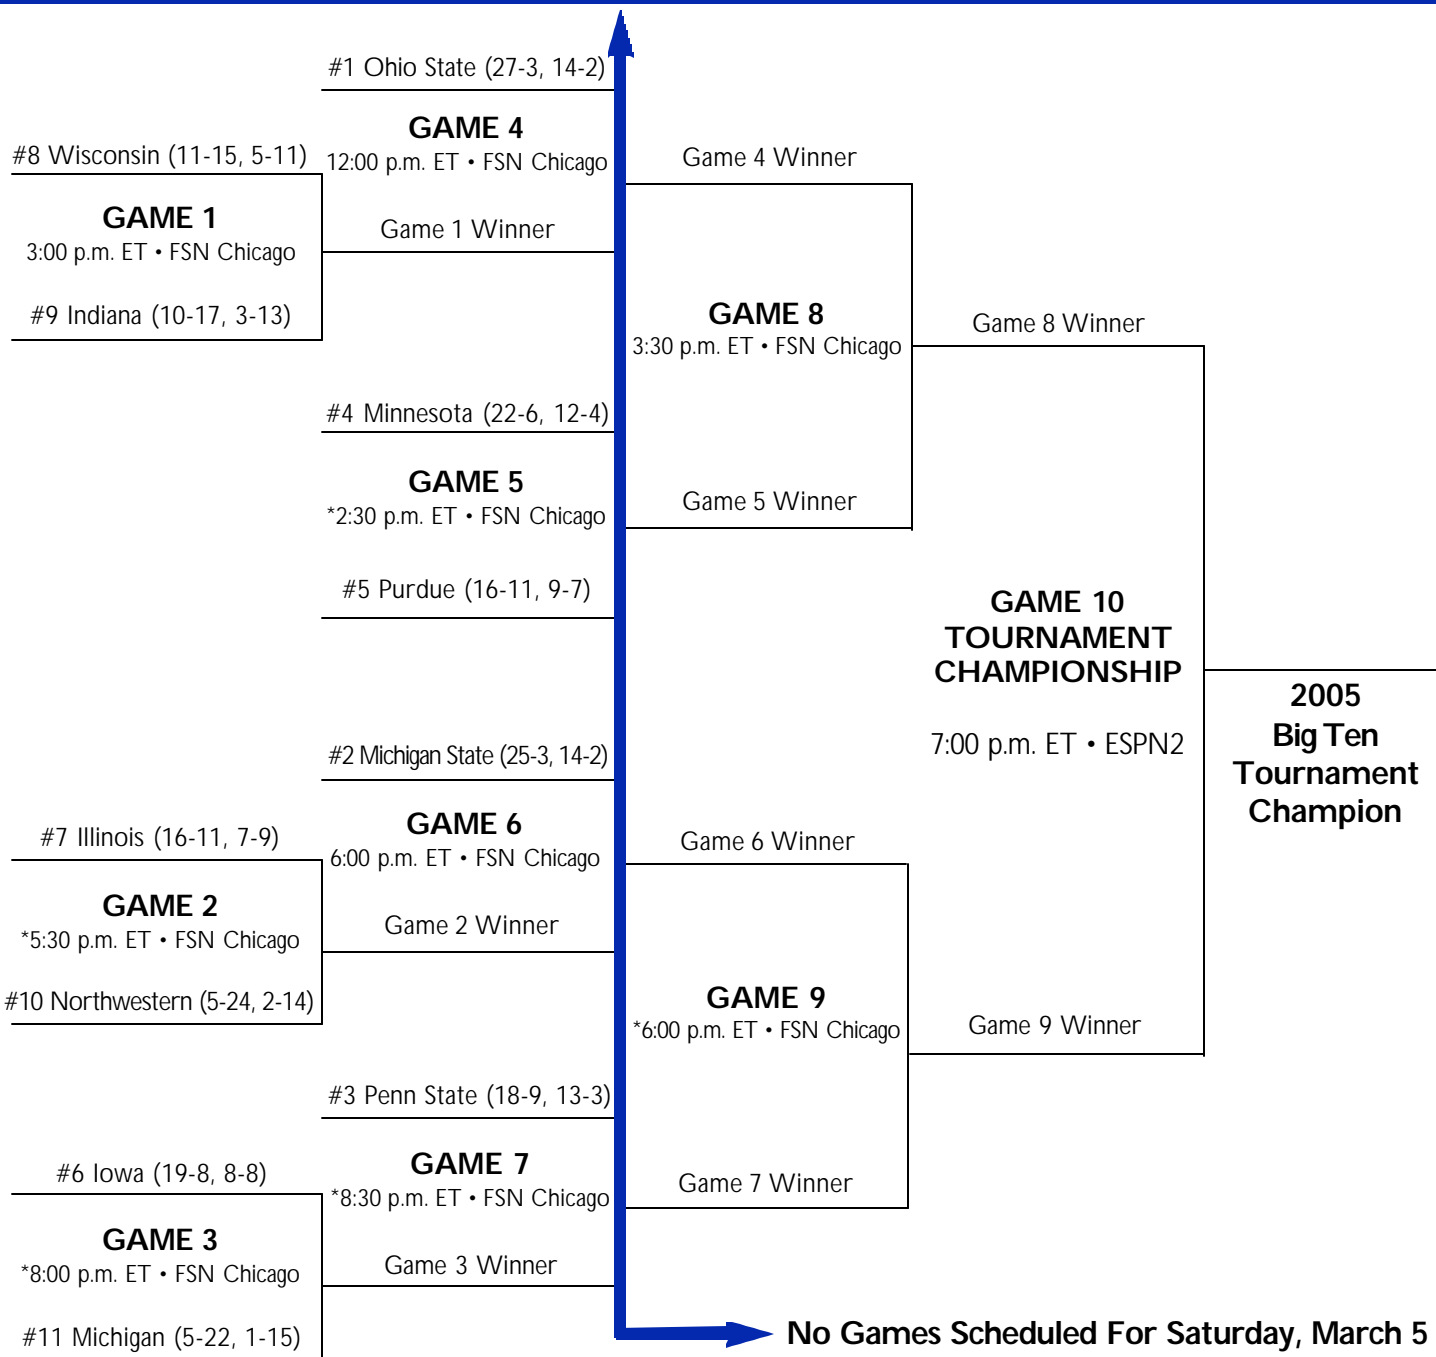 #1 Ohio State (27-3, 14-2)
GAME 4
12:00 p.m. ET • FSN Chicago
#8 Wisconsin (11-15, 5-11)
GAME 1
3:00 p.m. ET • FSN Chicago
#9 Indiana (10-17, 3-13)
Game 1 Winner
Game 4 Winner
GAME 8
3:30 p.m. ET • FSN Chicago
Game 8 Winner
#4 Minnesota (22-6, 12-4)
GAME 5
*2:30 p.m. ET • FSN Chicago
#5 Purdue (16-11, 9-7)
Game 5 Winner
GAME 10
TOURNAMENT
CHAMPIONSHIP
7:00 p.m. ET • ESPN2
2005
Big Ten
Tournament
Champion
#2 Michigan State (25-3, 14-2)
GAME 6
6:00 p.m. ET • FSN Chicago
#7 Illinois (16-11, 7-9)
GAME 2
*5:30 p.m. ET • FSN Chicago
#10 Northwestern (5-24, 2-14)
Game 2 Winner
Game 6 Winner
GAME 9
*6:00 p.m. ET • FSN Chicago
Game 9 Winner
#3 Penn State (18-9, 13-3)
GAME 7
*8:30 p.m. ET • FSN Chicago
#6 Iowa (19-8, 8-8)
GAME 3
*8:00 p.m. ET • FSN Chicago
#11 Michigan (5-22, 1-15)
Game 3 Winner
Game 7 Winner
No Games Scheduled For Saturday, March 5